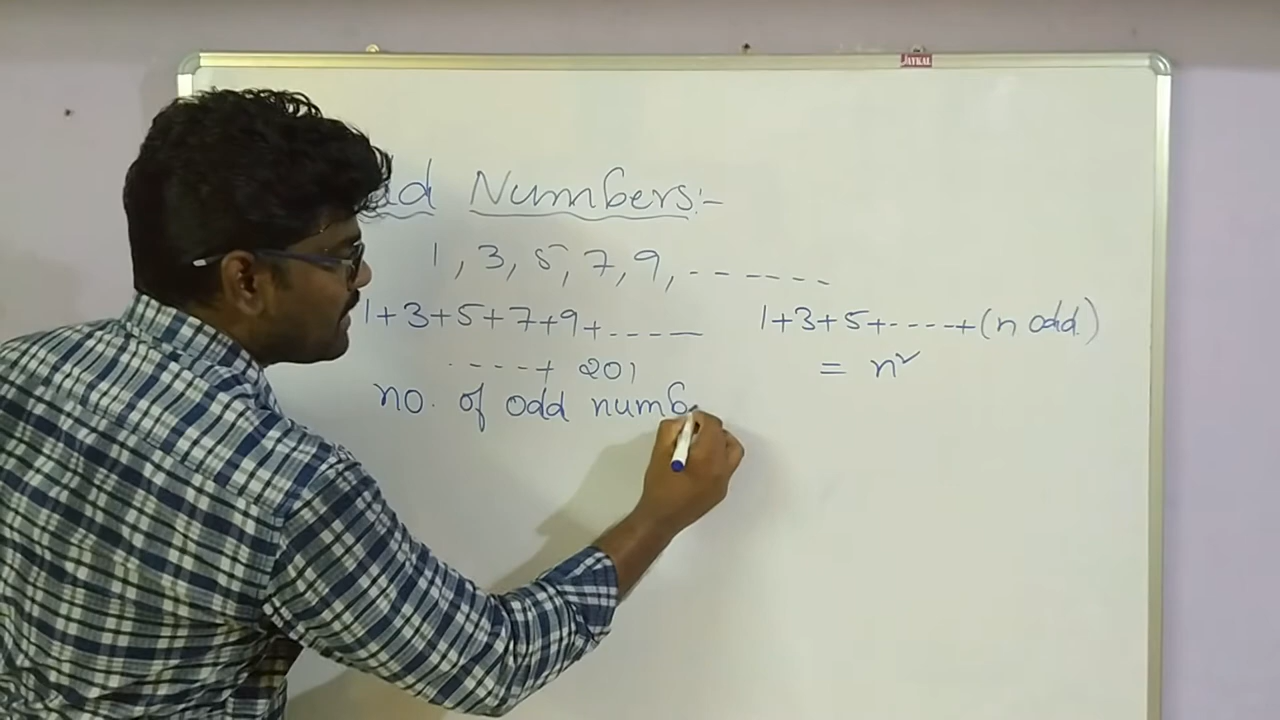 JAYKAL
dd Numbers:-
1, 3, 5, 7, 9, ------
1+3+5+7+9+----
----+ 201
no. of odd numb
1+3+5+----+(n odd)
= n²